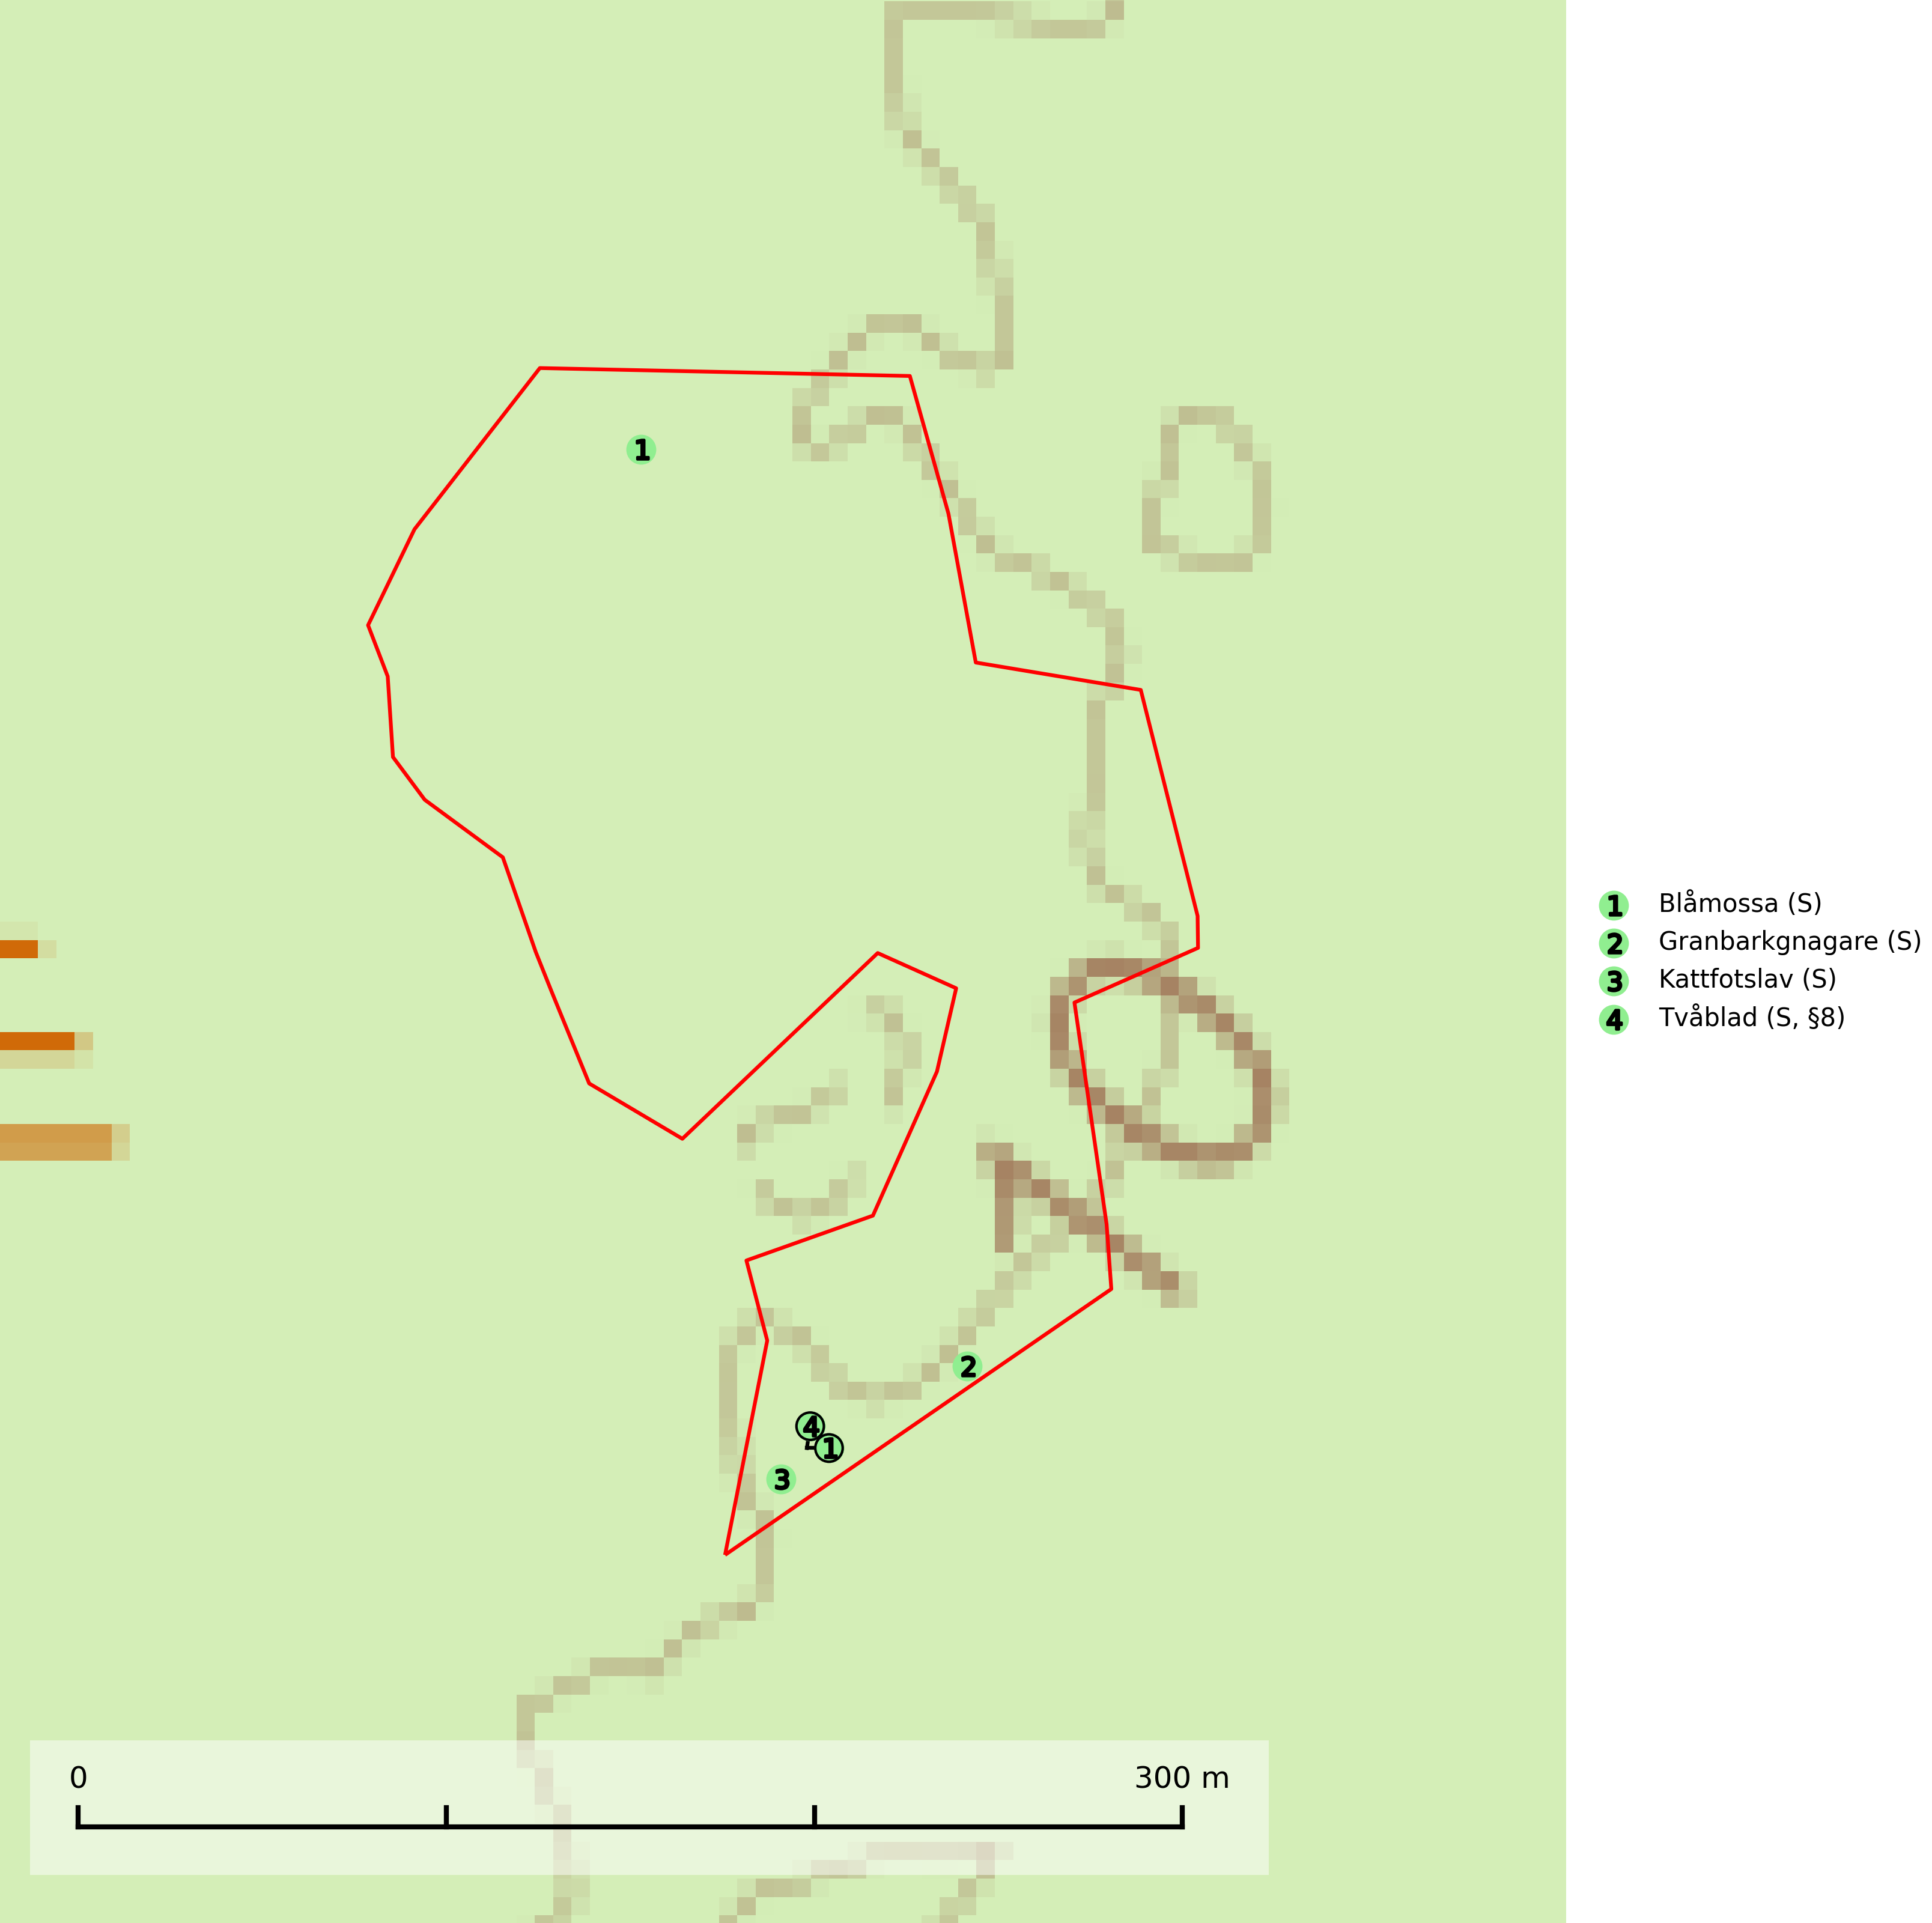 1
2
4
1
3
1 Blåmossa (S)
2 Granbarkgnagare (S)
3 Kattfotslav (S)
4 Tvåblad (S, §8)
0 300 m